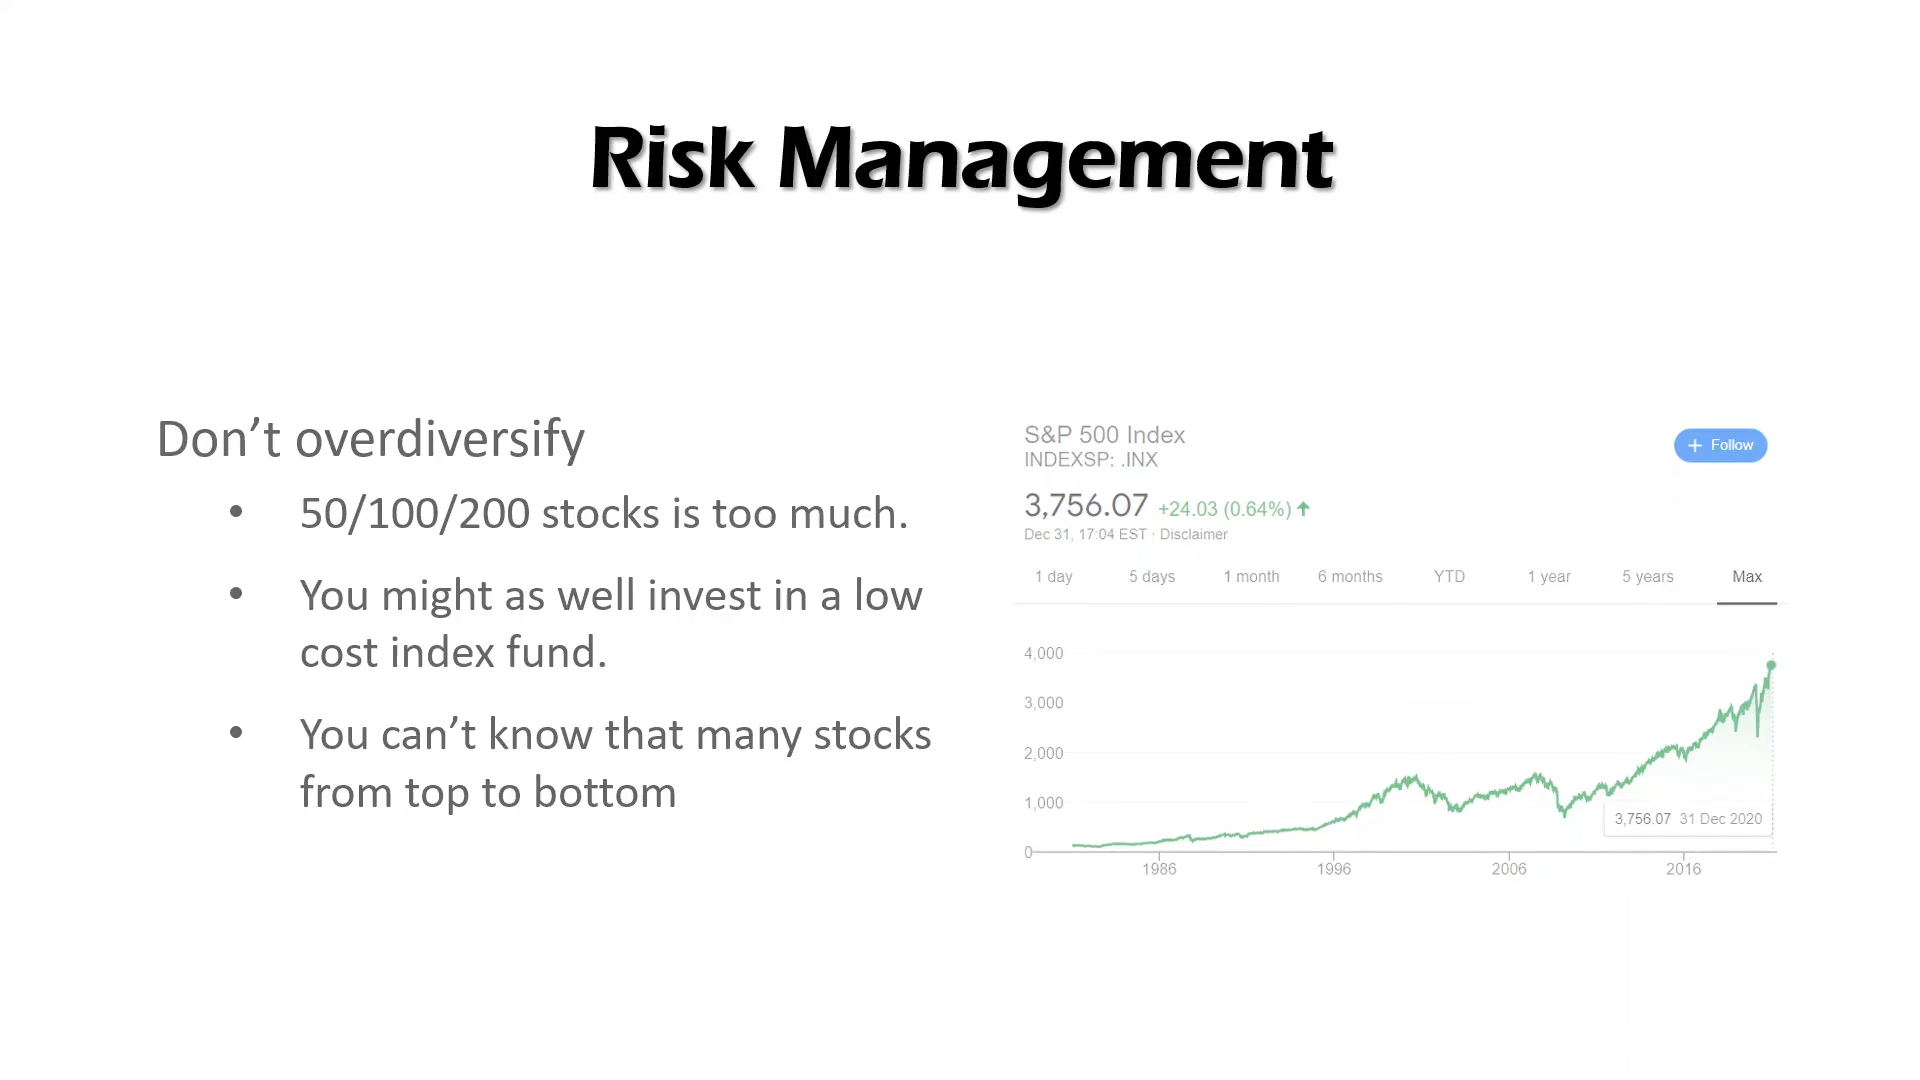 Risk Management
Don’t overdiversify
• 50/100/200 stocks is too much.
• You might as well invest in a low
cost index fund.
• You can’t know that many stocks
from top to bottom
S&P 500 Index
INDEXSP: .INX
+ Follow
3,756.07 +24.03 (0.64%) ↑
Dec 31, 17:04 EST · Disclaimer
1 day 5 days 1 month 6 months YTD 1 year 5 years Max
4,000
3,000
2,000
1,000
3,756.07 31 Dec 2020
0
1986 1996 2006 2016